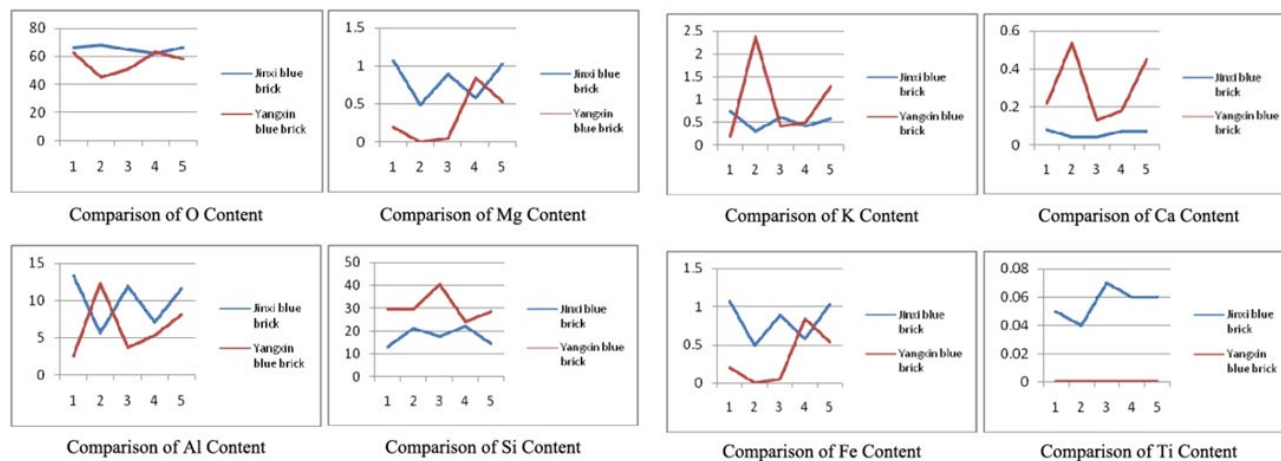 80
60
40
20
0
1 2 3 4 5
Jinxi blue
brick
Yangxin
blue brick
Comparison of O Content
1.5
1
0.5
0
1 2 3 4 5
Jinxi blue
brick
Yangxin blue
brick
Comparison of Mg Content
2.5
2
1.5
1
0.5
0
1 2 3 4 5
Jinxi blue
brick
Yangxin blue
brick
Comparison of K Content
0.6
0.4
0.2
0
1 2 3 4 5
Jinxi blue
brick
Yangxin blue
brick
Comparison of Ca Content
15
10
5
0
1 2 3 4 5
Jinxi blue
brick
Yangxin
blue brick
Comparison of Al Content
50
40
30
20
10
0
1 2 3 4 5
Jinxi blue
brick
Yangxin blue
brick
Comparison of Si Content
1.5
1
0.5
0
1 2 3 4 5
Jinxi blue
brick
Yangxin blue
brick
Comparison of Fe Content
0.08
0.06
0.04
0.02
0
1 2 3 4 5
Jinxi blue
brick
Yangxin
blue brick
Comparison of Ti Content